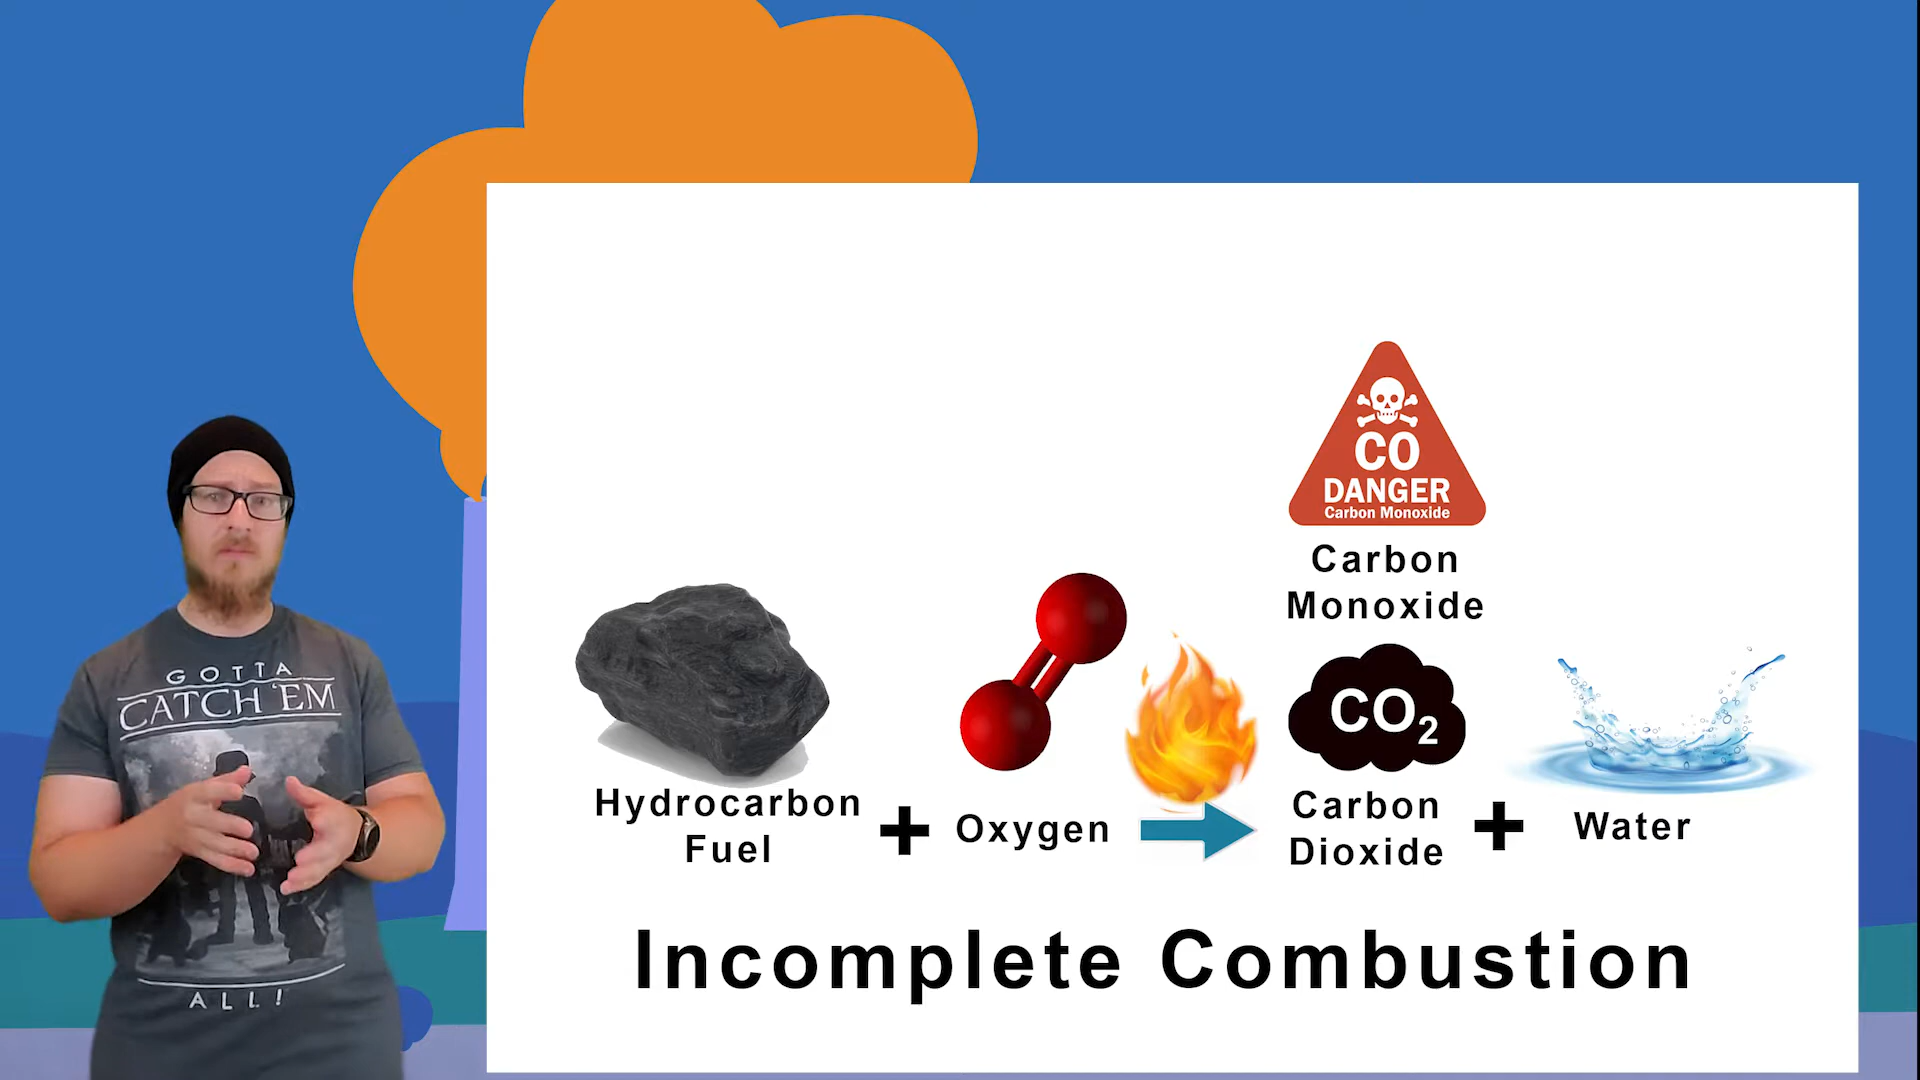 GOTTA
CATCH 'EM
ALL!
CO
DANGER
Carbon Monoxide
Carbon
Monoxide
CO₂
Hydrocarbon
Fuel
+
Oxygen
Carbon
Dioxide
+
Water
Incomplete Combustion